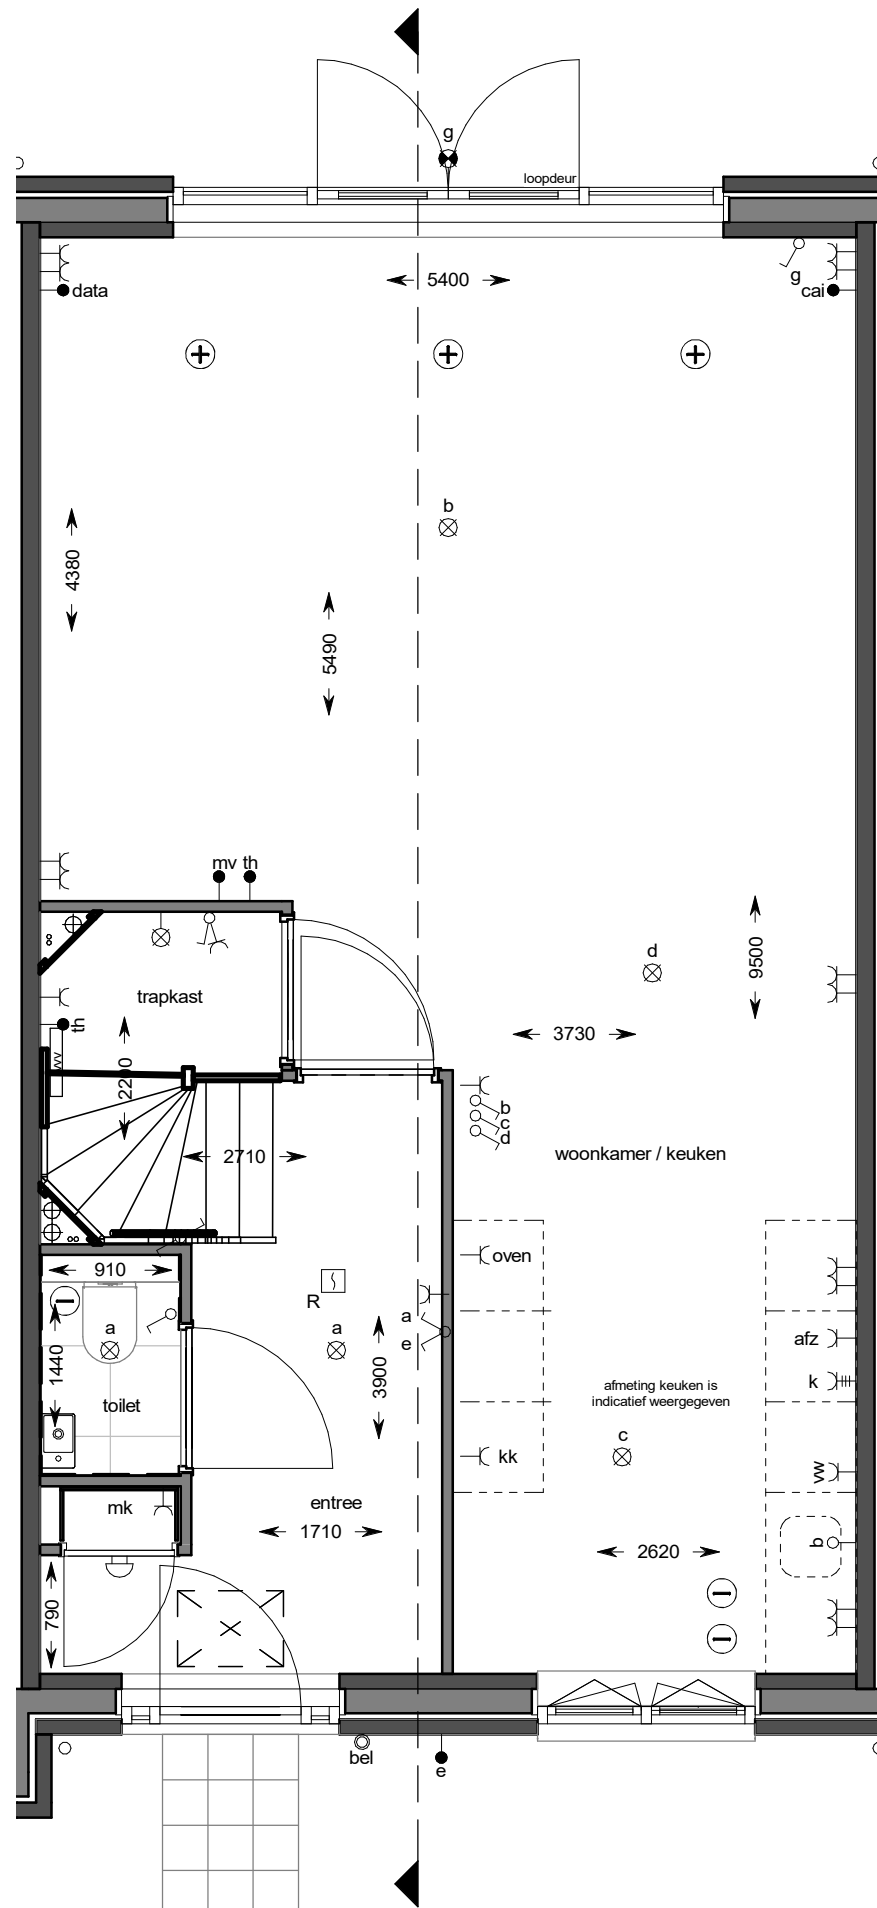 g
loopdeur
g
5400
data
cai
b
4380
5490
mv th
d
9500
trapkast
th
3730
wv
2200
b
c
d
2710
woonkamer / keuken
910
oven
R
a
a
a
e
afz
1440
3900
k
afmeting keuken is
indicatief weergegeven
toilet
c
kk
vw
mk
entree
1710
b
2620
790
bel
e